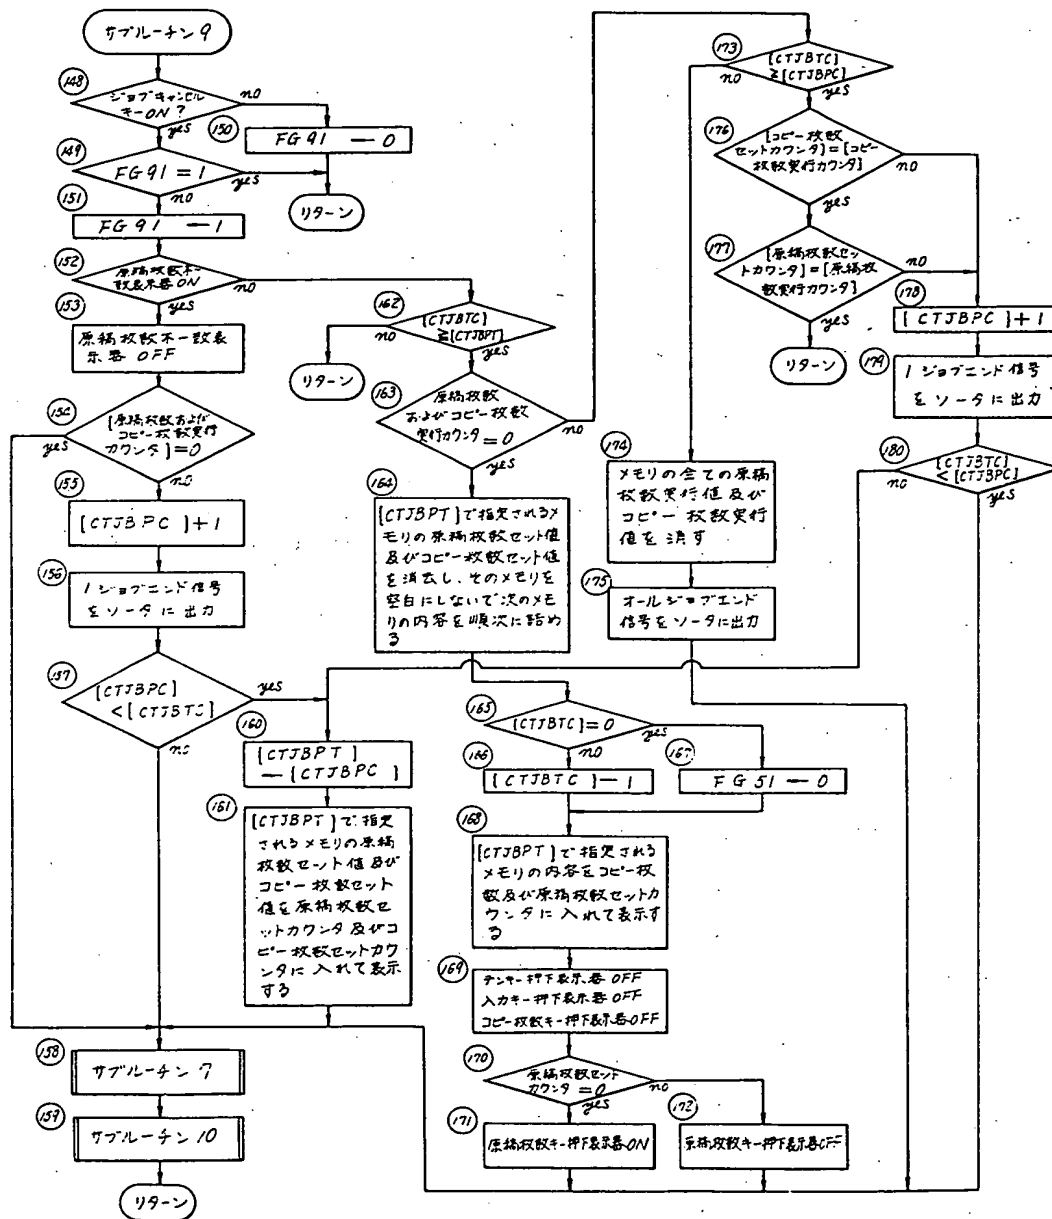 サブルーチン 9
148
ジョブキャンセル
キーON?
no
yes
150
FG91 ― 0
149
FG91=1
yes
no
リターン
151
FG91 ― 1
152
原稿枚数不一
致表示器ON
no
yes
153
原稿枚数不一致表
示器 OFF
154
[原稿枚数および
コピー枚数実行
カウンタ]=0
yes
no
155
[CTJBPC]+1
156
1 ジョブエンド信号
をソータに出力
157
[CTJBPC]
<[CTJBTC]
yes
no
160
[CTJBPT]
―[CTJBPC]
161
[CTJBPT]で指定
されるメモリの原稿
枚数セット値及び
コピー枚数セット
値を原稿枚数セ
ットカウンタ及びコ
ピー枚数セットカウ
ンタに入れて表示
する
158
サブルーチン 7
159
サブルーチン 10
リターン
162
[CTJBTC]
≧[CTJBPT]
no
yes
リターン
163
原稿枚数
およびコピー枚数
実行カウンタ=0
no
yes
164
[CTJBPT]で指定されるメ
モリの原稿枚数セット値
及びコピー枚数セット値
を消去し、そのメモリを
空白にしないで次のメモ
リの内容を順次に詰め
る
165
[CTJBTC]=0
yes
no
166
[CTJBTC]―1
167
FG51 ― 0
168
[CTJBPT]で指定される
メモリの内容をコピー枚
数及び原稿枚数セットカ
ウンタに入れて表示す
る
169
テンキー押下表示器 OFF
入力キー押下表示器 OFF
コピー枚数キー押下表示器OFF
170
原稿枚数セット
カウンタ=0
no
yes
171
原稿枚数キー押下表示器ON
172
原稿枚数キー押下表示器OFF
173
[CTJBTC]
≧[CTJBPC]
no
yes
174
メモリの全ての原稿
枚数実行値及び
コピー枚数実行
値を消す
175
オールジョブエンド
信号をソータに出力
176
[コピー枚数
セットカウンタ]=[コピー
枚数実行カウンタ]
no
yes
177
[原稿枚数セッ
トカウンタ]=[原稿枚
数実行カウンタ]
no
yes
リターン
178
[CTJBPC]+1
179
1 ジョブエンド信号
をソータに出力
180
[CTJBTC]
<[CTJBPC]
no
yes